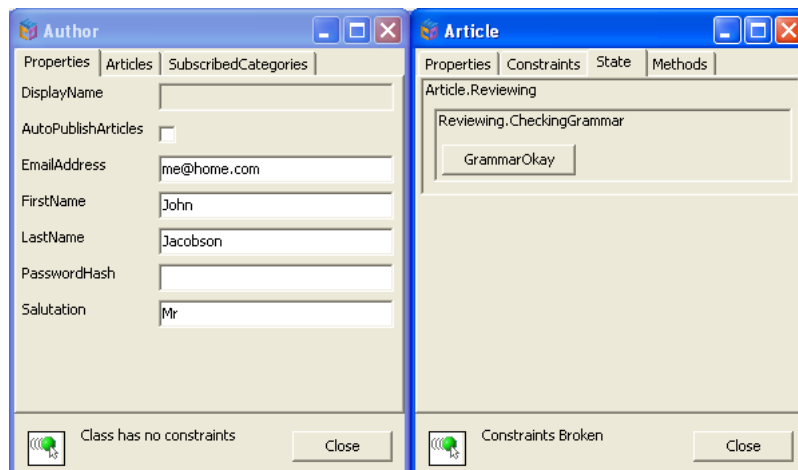 Author
Properties Articles SubscribedCategories
DisplayName
AutoPublishArticles
EmailAddress me@home.com
FirstName John
LastName Jacobson
PasswordHash
Salutation Mr
Class has no constraints Close
Article
Properties Constraints State Methods
Article.Reviewing
Reviewing.CheckingGrammar
GrammarOkay
Constraints Broken Close